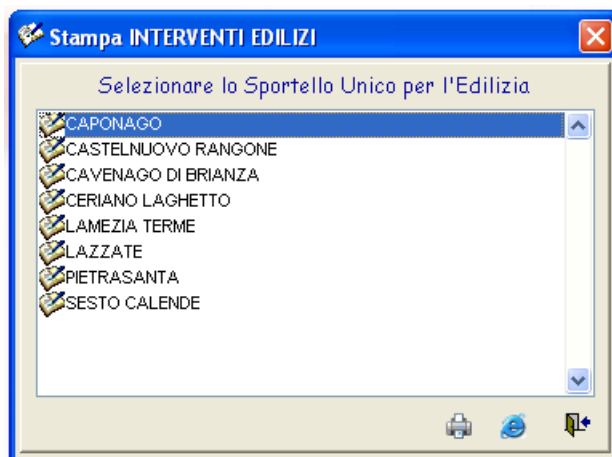 Stampa INTERVENTI EDILIZI
Selezionare lo Sportello Unico per l'Edilizia
CAPONAGO
CASTELNUOVO RANGONE
CAVENAGO DI BRIANZA
CERIANO LAGHETTO
LAMEZIA TERME
LAZZATE
PIETRASANTA
SESTO CALENDE